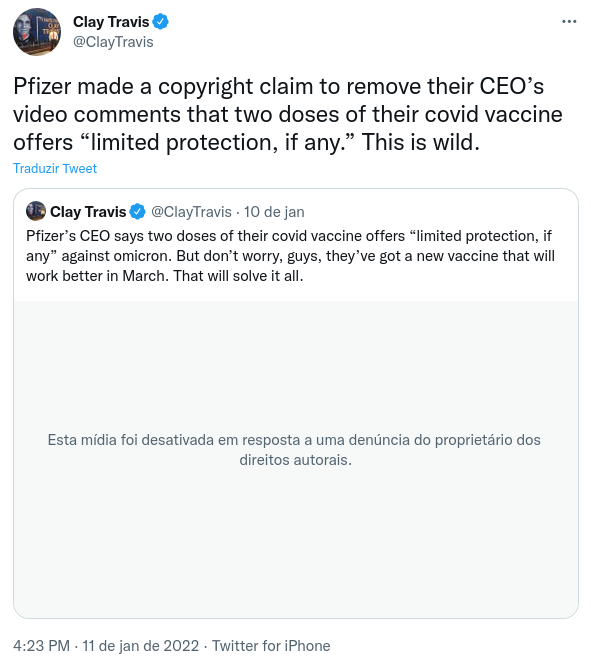 Clay Travis
@ClayTravis
Pfizer made a copyright claim to remove their CEO’s
video comments that two doses of their covid vaccine
offers “limited protection, if any.” This is wild.
Traduzir Tweet
Clay Travis @ClayTravis · 10 de jan
Pfizer’s CEO says two doses of their covid vaccine offers “limited protection, if
any” against omicron. But don’t worry, guys, they’ve got a new vaccine that will
work better in March. That will solve it all.
Esta mídia foi desativada em resposta a uma denúncia do proprietário dos
direitos autorais.
4:23 PM · 11 de jan de 2022 · Twitter for iPhone